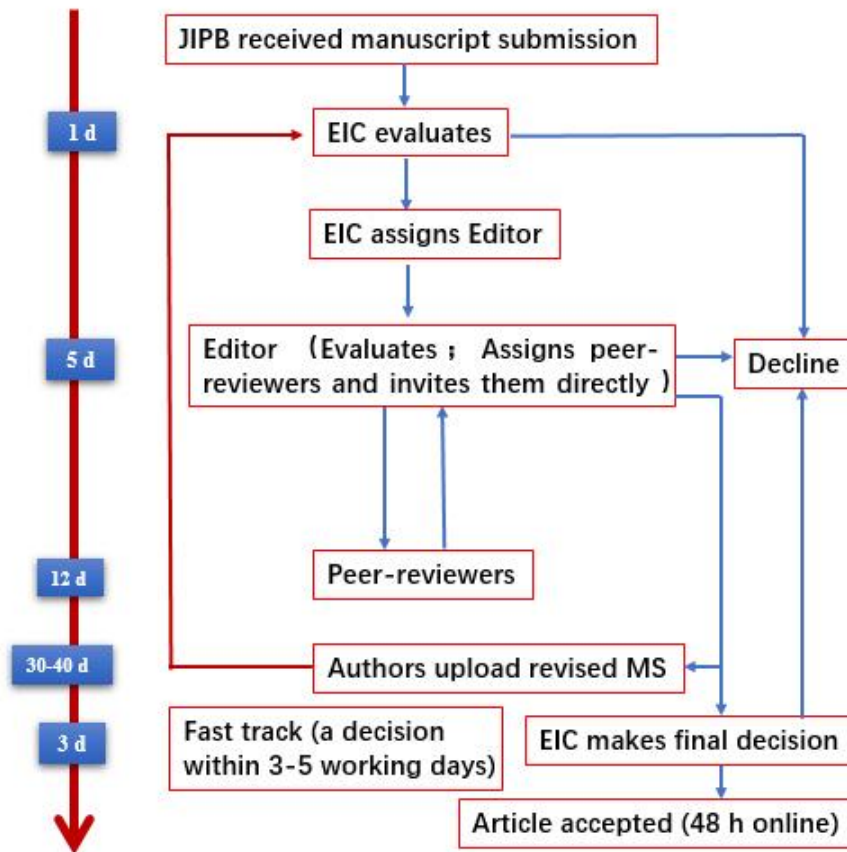 JIPB received manuscript submission
1 d
EIC evaluates
EIC assigns Editor
5 d
Editor （Evaluates； Assigns peer-
reviewers and invites them directly ）
Decline
12 d
Peer-reviewers
30-40 d
Authors upload revised MS
3 d
Fast track (a decision
within 3-5 working days)
EIC makes final decision
Article accepted (48 h online)